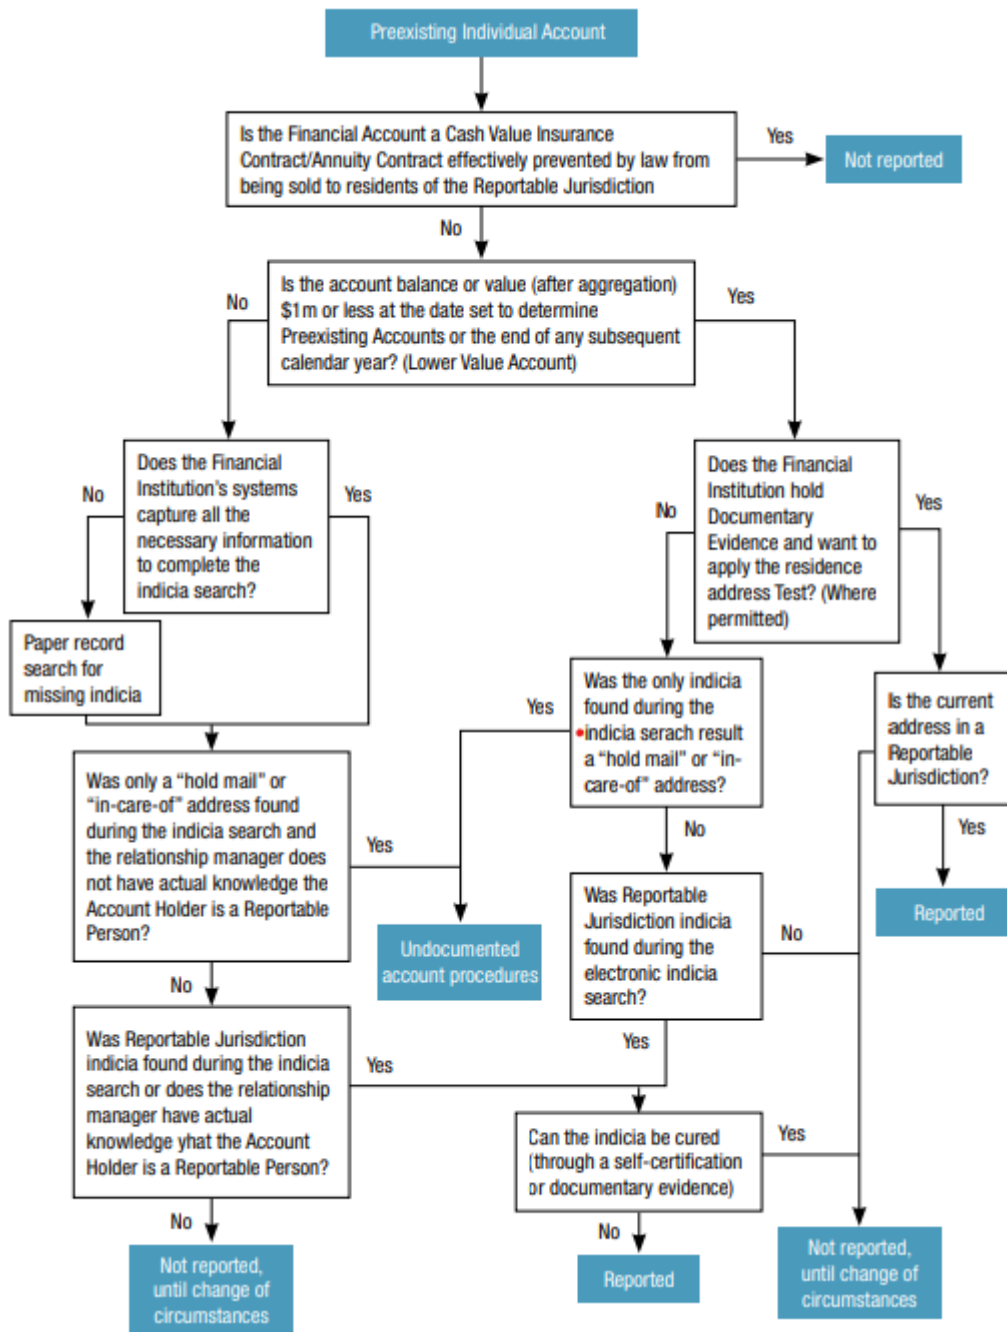 Preexisting Individual Account
Is the Financial Account a Cash Value Insurance
Contract/Annuity Contract effectively prevented by law from
being sold to residents of the Reportable Jurisdiction
Yes
Not reported
No
Is the account balance or value (after aggregation)
$1m or less at the date set to determine
Preexisting Accounts or the end of any subsequent
calendar year? (Lower Value Account)
No
Yes
Does the Financial
Institution's systems
capture all the
necessary information
to complete the
indicia search?
No
Yes
Does the Financial
Institution hold
Documentary
Evidence and want to
apply the residence
address Test? (Where
permitted)
No
Yes
Paper record
search for
missing indicia
Was the only indicia
found during the
indicia serach result
a “hold mail” or “in-
care-of” address?
Yes
No
Is the current
address in a
Reportable
Jurisdiction?
Yes
Reported
Was only a “hold mail” or
“in-care-of” address found
during the indicia search and
the relationship manager does
not have actual knowledge the
Account Holder is a Reportable
Person?
Yes
No
Undocumented
account procedures
Was Reportable
Jurisdiction indicia
found during the
electronic indicia
search?
No
Yes
Was Reportable Jurisdiction
indicia found during the indicia
search or does the relationship
manager have actual
knowledge yhat the Account
Holder is a Reportable Person?
Yes
No
Can the indicia be cured
(through a self-certification
or documentary evidence)
Yes
No
Not reported,
until change of
circumstances
Reported
Not reported,
until change of
circumstances